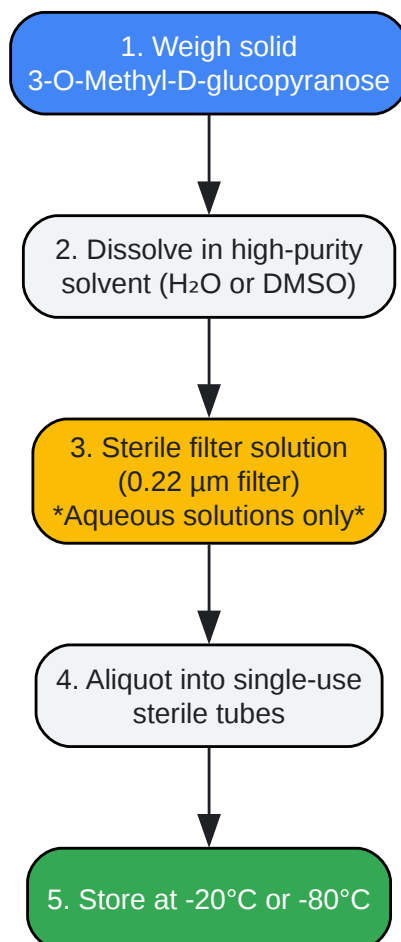 1. Weigh solid
3-O-Methyl-D-glucopyranose
2. Dissolve in high-purity
solvent (H₂O or DMSO)
3. Sterile filter solution
(0.22 µm filter)
*Aqueous solutions only*
4. Aliquot into single-use
sterile tubes
5. Store at -20°C or -80°C